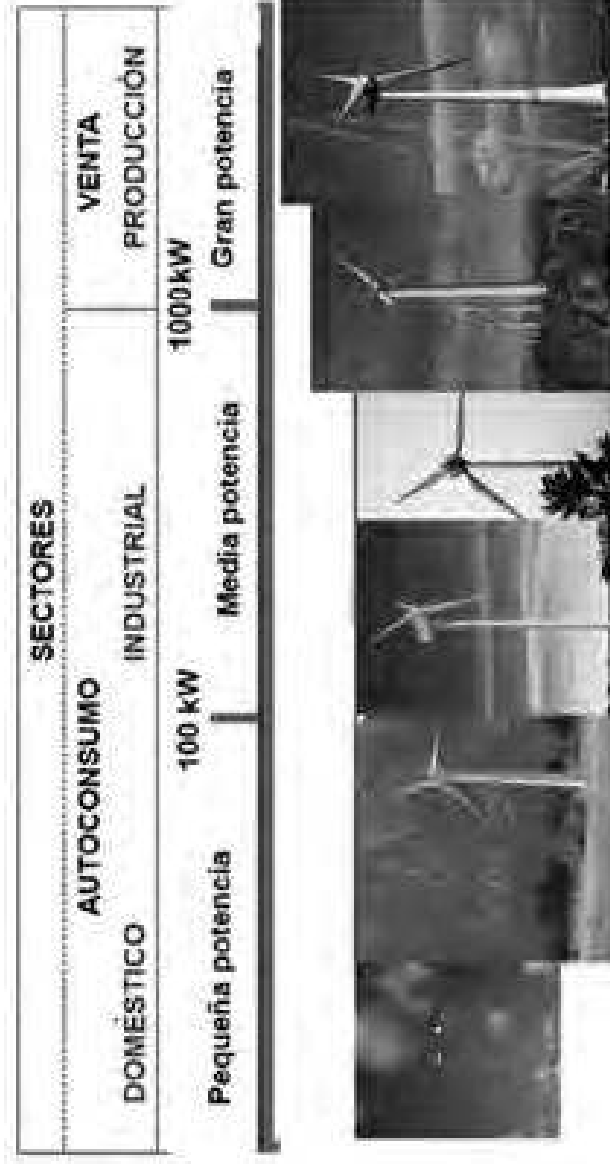 SECTORES
AUTOCONSUMO VENTA
DOMÉSTICO INDUSTRIAL PRODUCCIÓN
100 kW 1000 kW
Pequeña potencia Media potencia Gran potencia